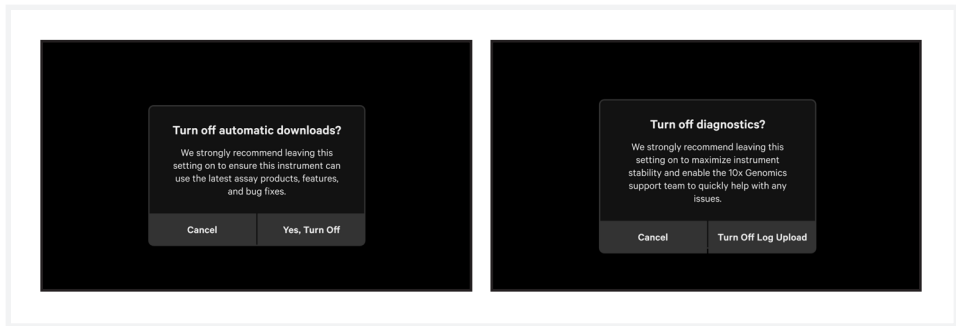 Turn off automatic downloads?
We strongly recommend leaving this
setting on to ensure this instrument can
use the latest assay products, features,
and bug fixes.
Cancel
Yes, Turn Off
Turn off diagnostics?
We strongly recommend leaving this
setting on to maximize instrument
stability and enable the 10x Genomics
support team to quickly help with any
issues.
Cancel
Turn Off Log Upload